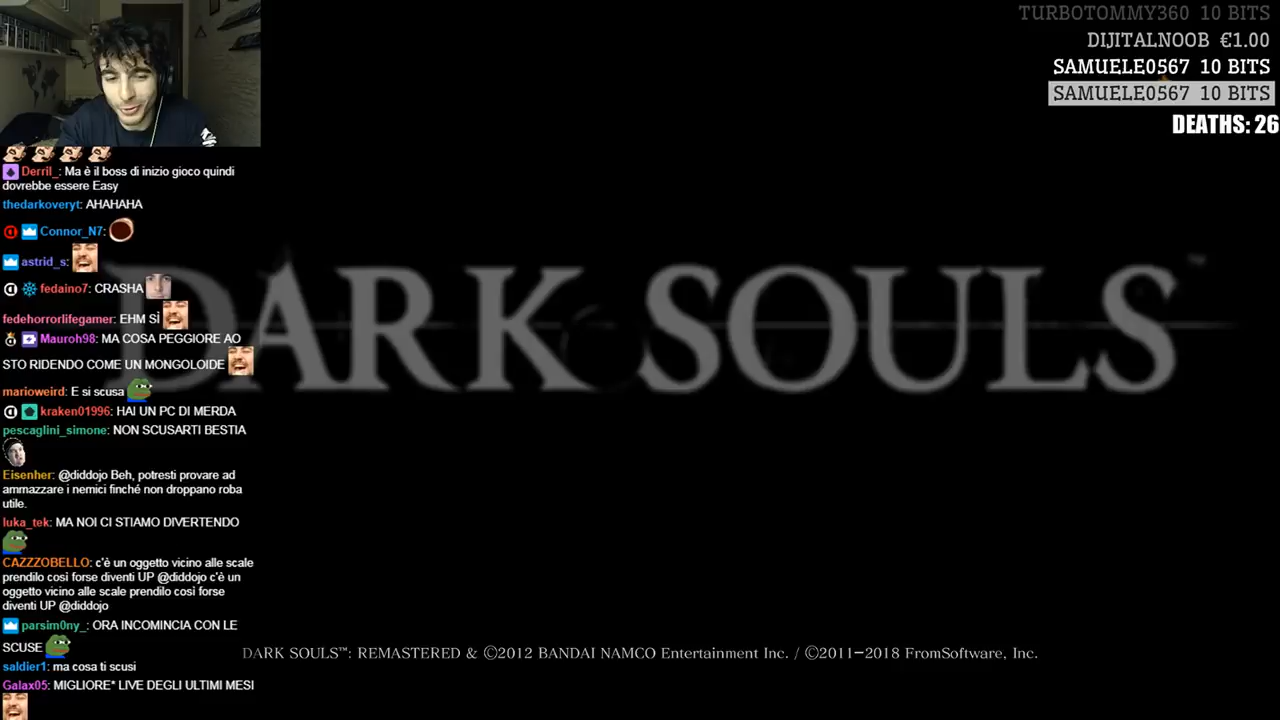 TURBOTOMMY360 10 BITS
DIJITALNOOB €1.00
SAMUELE0567 10 BITS
SAMUELE0567 10 BITS
DEATHS: 26
Derril_: Ma è il boss di inizio gioco quindi
dovrebbe essere Easy
thedarkoveryt: AHAHAHA
Connor_N7:
astrid_s:
fedaino7: CRASHA
fedehorrorlifegamer: EHM SÌ
Mauroh98: MA COSA PEGGIORE AO
STO RIDENDO COME UN MONGOLOIDE
marioweird: E si scusa
kraken01996: HAI UN PC DI MERDA
pescaglini_simone: NON SCUSARTI BESTIA
Eisenher: @diddojo Beh, potresti provare ad
ammazzare i nemici finché non droppano roba
utile.
luka_tek: MA NOI CI STIAMO DIVERTENDO
CAZZZOBELLO: c'è un oggetto vicino alle scale
prendilo così forse diventi UP @diddojo c'è un
oggetto vicino alle scale prendilo così forse
diventi UP @diddojo
parsim0ny_: ORA INCOMINCIA CON LE
SCUSE
saldier1: ma cosa ti scusi
Galax05: MIGLIORE* LIVE DEGLI ULTIMI MESI
DARK SOULS™
DARK SOULS™: REMASTERED & ©2012 BANDAI NAMCO Entertainment Inc. / ©2011-2018 FromSoftware, Inc.